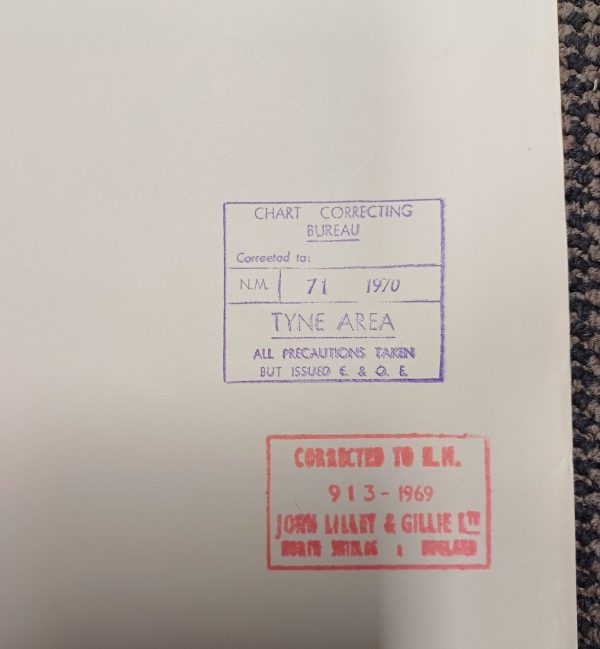 CHART CORRECTING
BUREAU
Corrected to:
N.M. 71 1970
TYNE AREA
ALL PRECAUTIONS TAKEN
BUT ISSUED E. & O. E.
CORRECTED TO N.M.
913-1969
JOHN LILLEY & GILLIE LTD
NORTH SHIELDS & ENGLAND